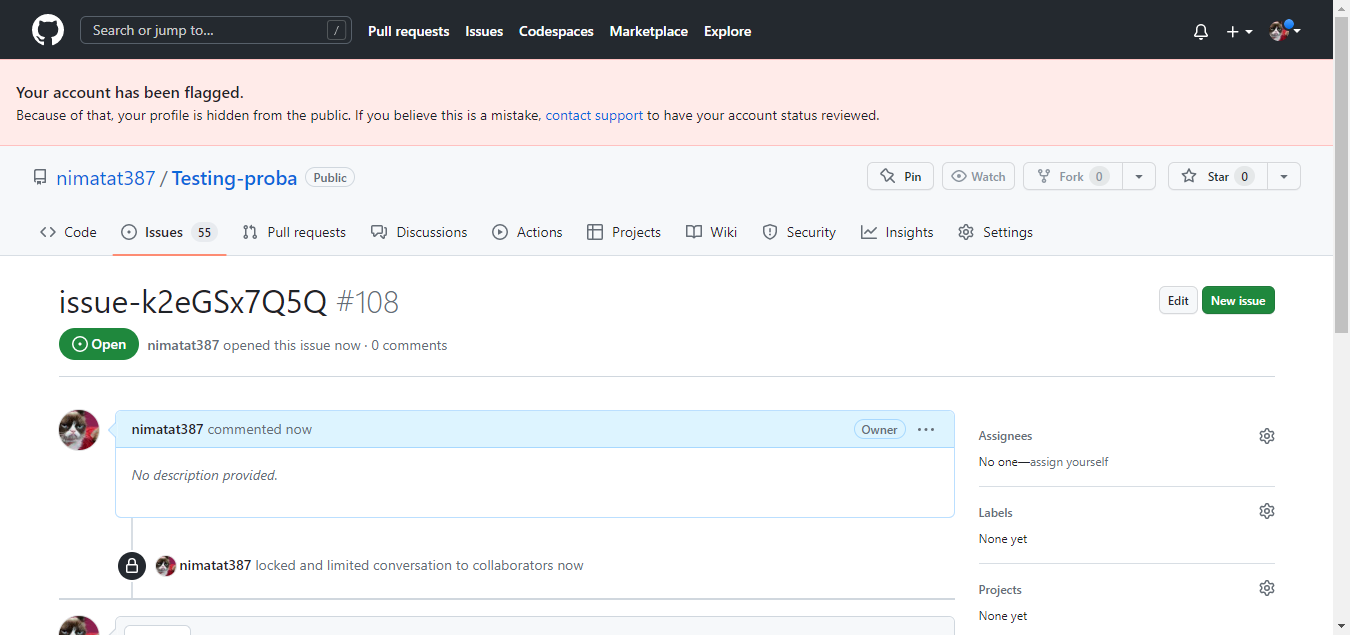 Search or jump to... / Pull requests Issues Codespaces Marketplace Explore
Your account has been flagged.
Because of that, your profile is hidden from the public. If you believe this is a mistake, contact support to have your account status reviewed.
nimatat387 / Testing-proba Public Pin Watch Fork 0 Star 0
Code Issues 55 Pull requests Discussions Actions Projects Wiki Security Insights Settings
issue-k2eGSx7Q5Q #108 Edit New issue
Open nimatat387 opened this issue now · 0 comments
nimatat387 commented now Owner ...
No description provided.
nimatat387 locked and limited conversation to collaborators now
Assignees
No one—assign yourself
Labels
None yet
Projects
None yet